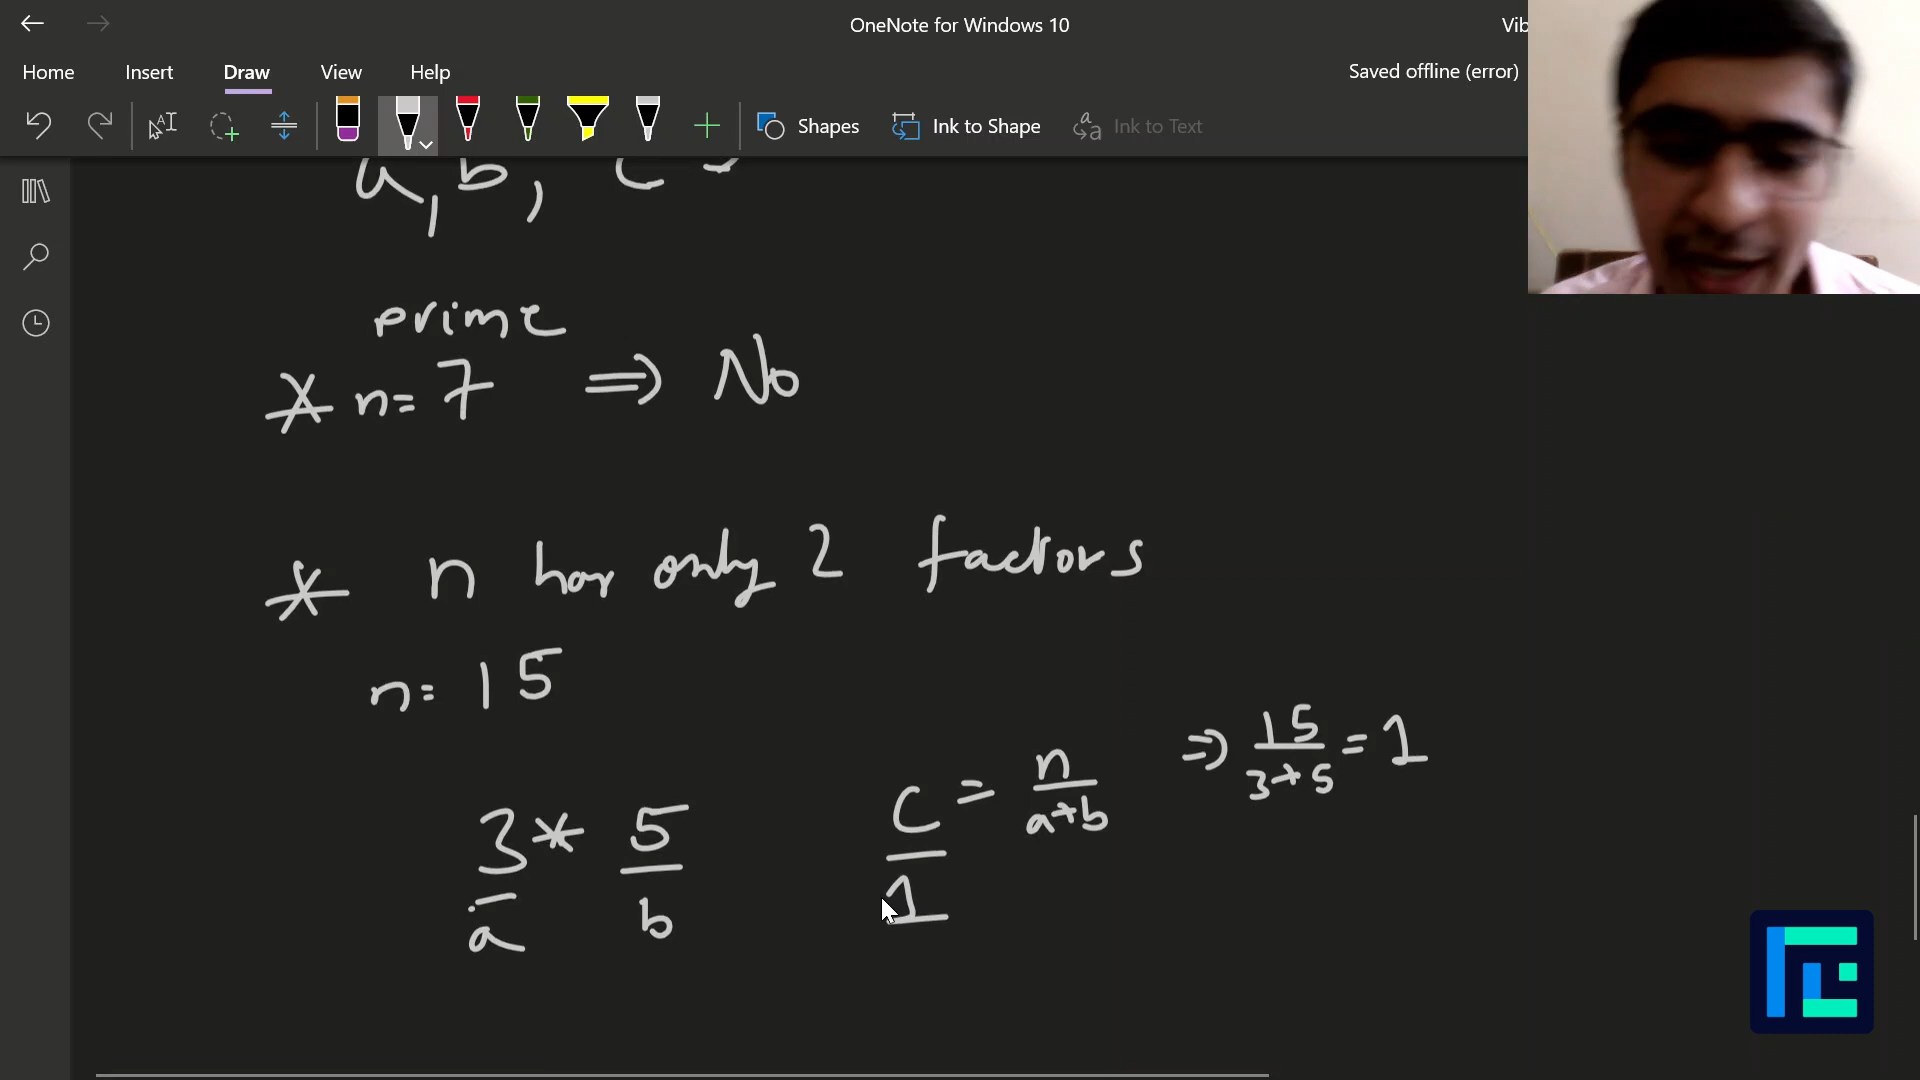 OneNote for Windows 10
Vib
Home Insert Draw View Help
Saved offline (error)
Shapes Ink to Shape Ink to Text
a, b, c
prime
* n = 7 ⇒ No
* n has only 2 factors
n = 15
3 * 5
a b
c = n / a*b ⇒ 15 / 3*5 = 1
1